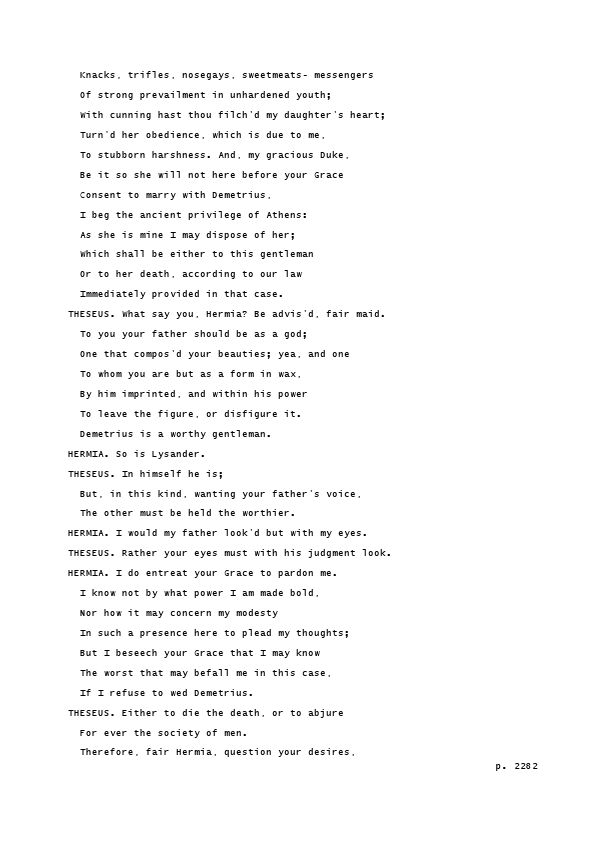 Knacks, trifles, nosegays, sweetmeats- messengers
Of strong prevailment in unhardened youth;
With cunning hast thou filch'd my daughter's heart;
Turn'd her obedience, which is due to me,
To stubborn harshness. And, my gracious Duke,
Be it so she will not here before your Grace
Consent to marry with Demetrius,
I beg the ancient privilege of Athens:
As she is mine I may dispose of her;
Which shall be either to this gentleman
Or to her death, according to our law
Immediately provided in that case.
THESEUS. What say you, Hermia? Be advis'd, fair maid.
To you your father should be as a god;
One that compos'd your beauties; yea, and one
To whom you are but as a form in wax,
By him imprinted, and within his power
To leave the figure, or disfigure it.
Demetrius is a worthy gentleman.
HERMIA. So is Lysander.
THESEUS. In himself he is;
But, in this kind, wanting your father's voice,
The other must be held the worthier.
HERMIA. I would my father look'd but with my eyes.
THESEUS. Rather your eyes must with his judgment look.
HERMIA. I do entreat your Grace to pardon me.
I know not by what power I am made bold,
Nor how it may concern my modesty
In such a presence here to plead my thoughts;
But I beseech your Grace that I may know
The worst that may befall me in this case,
If I refuse to wed Demetrius.
THESEUS. Either to die the death, or to abjure
For ever the society of men.
Therefore, fair Hermia, question your desires,
p. 2282